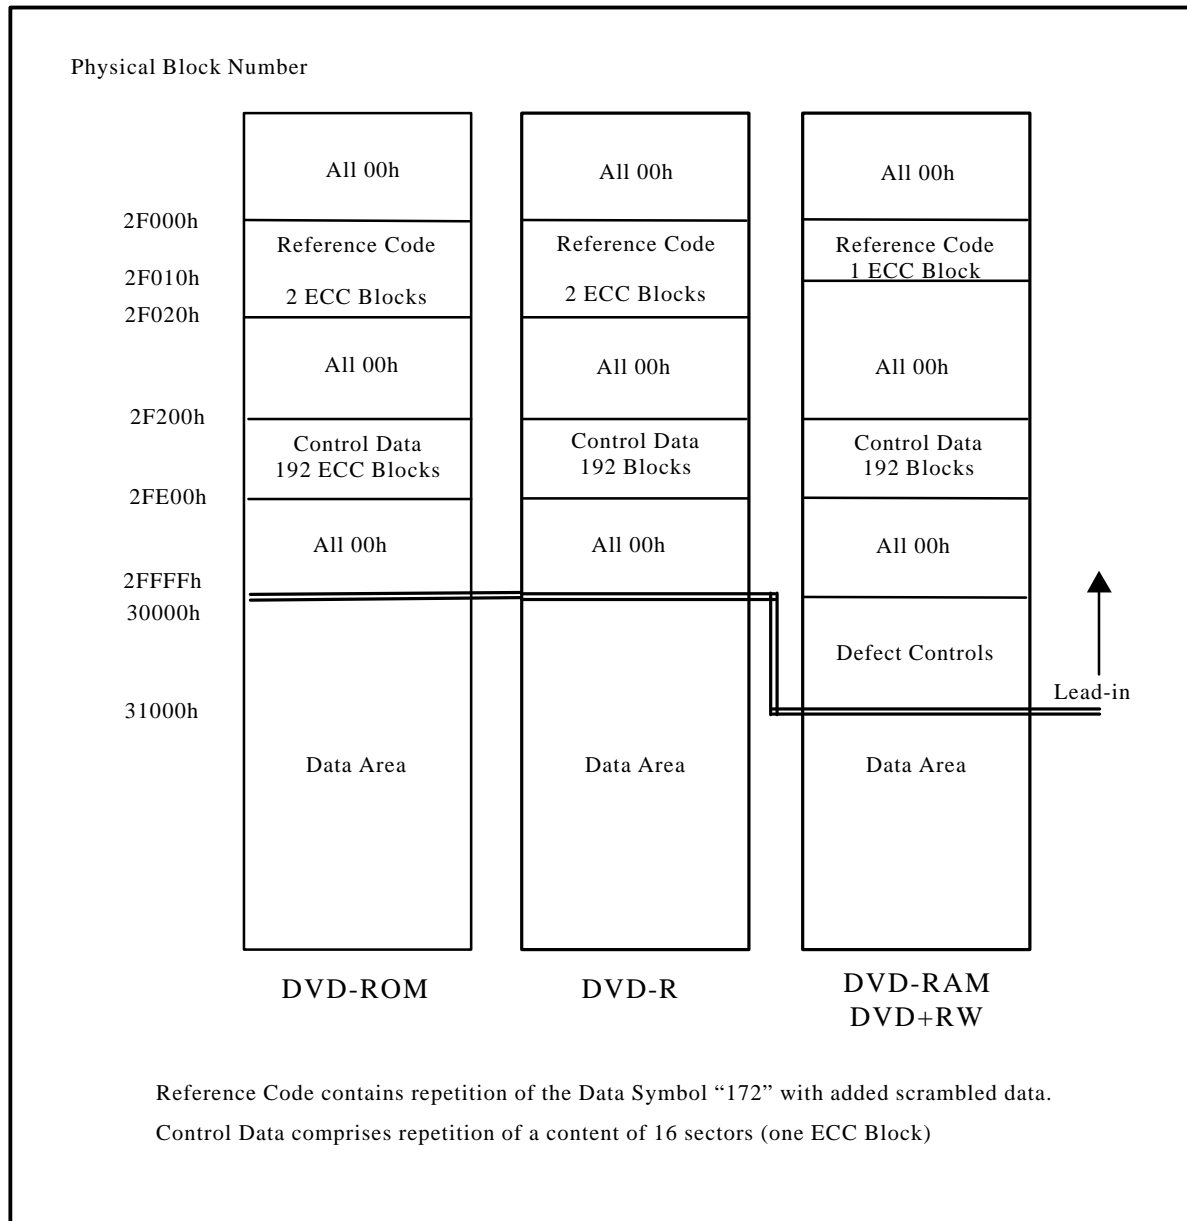 Physical Block Number
All 00h
All 00h
All 00h
2F000h
Reference Code
Reference Code
Reference Code
1 ECC Block
2F010h
2 ECC Blocks
2 ECC Blocks
2F020h
All 00h
All 00h
All 00h
2F200h
Control Data
192 ECC Blocks
Control Data
192 Blocks
Control Data
192 Blocks
2FE00h
All 00h
All 00h
All 00h
2FFFFh
30000h
Defect Controls
Lead-in
31000h
Data Area
Data Area
Data Area
DVD-ROM
DVD-R
DVD-RAM
DVD+RW
Reference Code contains repetition of the Data Symbol “172” with added scrambled data.
Control Data comprises repetition of a content of 16 sectors (one ECC Block)